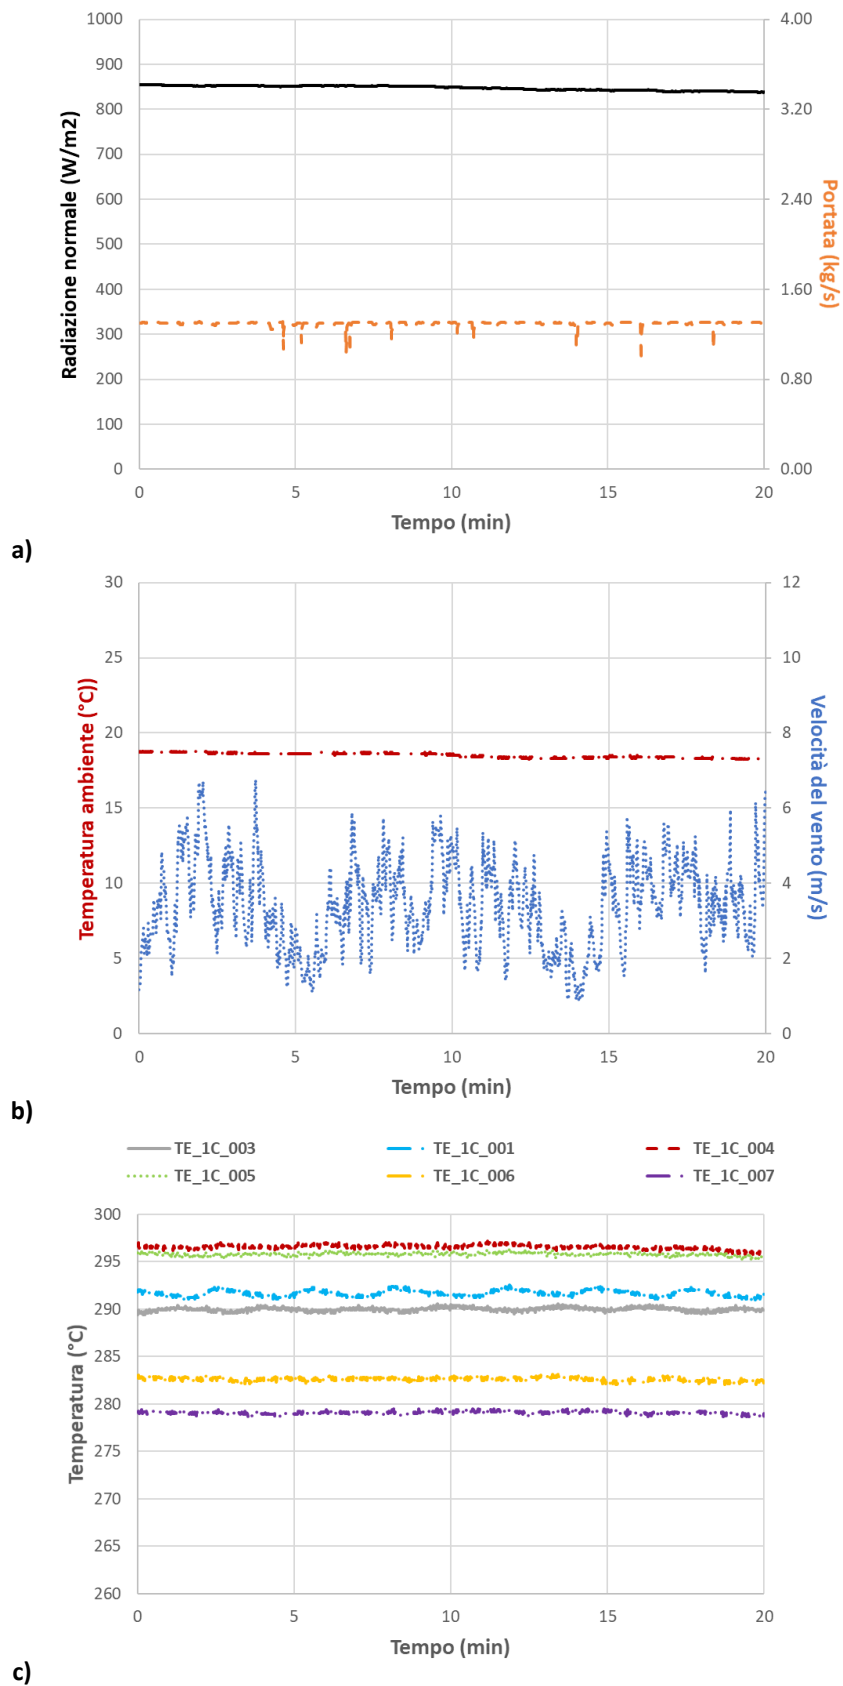 1000
900
800
700
600
500
400
300
200
100
0
Radiazione normale (W/m2)
4.00
3.20
2.40
1.60
0.80
0.00
Portata (kg/s)
0 5 10 15 20
Tempo (min)
a)
30
25
20
15
10
5
0
Temperatura ambiente (°C))
12
10
8
6
4
2
0
Velocità del vento (m/s)
0 5 10 15 20
Tempo (min)
b)
TE_1C_003 TE_1C_001 TE_1C_004
TE_1C_005 TE_1C_006 TE_1C_007
300
295
290
285
280
275
270
265
260
Temperatura (°C)
0 5 10 15 20
Tempo (min)
c)